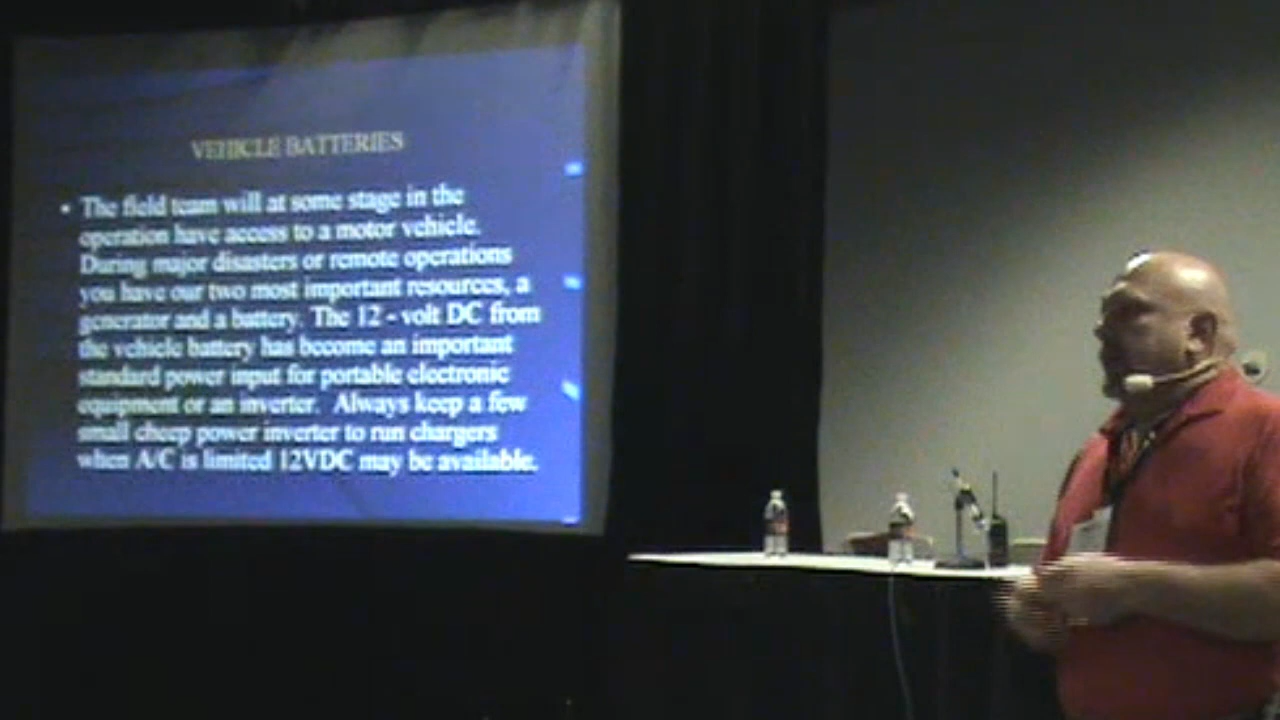 VEHICLE BATTERIES
• The field team will at some stage in the
operation have access to a motor vehicle.
During major disasters or remote operations
you have our two most important resources, a
generator and a battery. The 12 - volt DC from
the vehicle battery has become an important
standard power input for portable electronic
equipment or an inverter. Always keep a few
small cheep power inverter to run chargers
when A/C is limited 12VDC may be available.